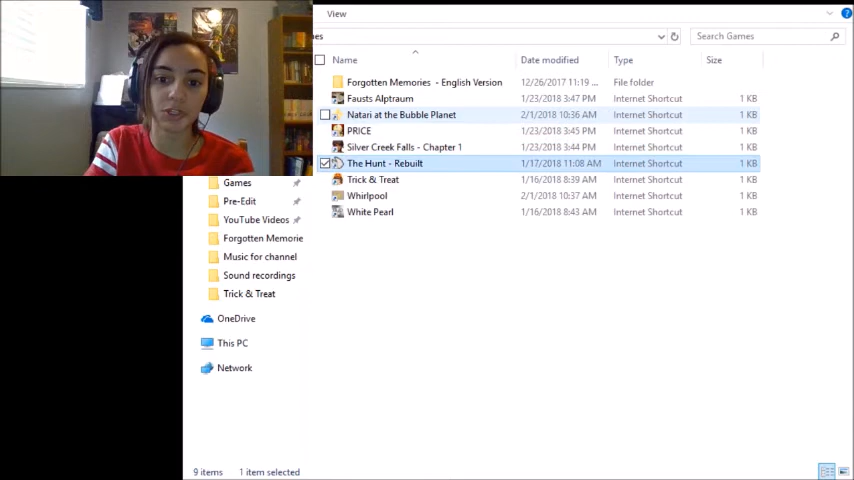 View
es
Search Games
Name Date modified Type Size
Forgotten Memories - English Version 12/26/2017 11:19 ... File folder
Fausts Alptraum 1/23/2018 3:47 PM Internet Shortcut 1 KB
Natari at the Bubble Planet 2/1/2018 10:36 AM Internet Shortcut 1 KB
PRICE 1/23/2018 3:45 PM Internet Shortcut 1 KB
Silver Creek Falls - Chapter 1 1/23/2018 3:44 PM Internet Shortcut 1 KB
The Hunt - Rebuilt 1/17/2018 11:08 AM Internet Shortcut 1 KB
Trick & Treat 1/16/2018 8:39 AM Internet Shortcut 1 KB
Whirlpool 2/1/2018 10:37 AM Internet Shortcut 1 KB
White Pearl 1/16/2018 8:43 AM Internet Shortcut 1 KB
Games
Pre-Edit
YouTube Videos
Forgotten Memorie
Music for channel
Sound recordings
Trick & Treat
OneDrive
This PC
Network
9 items 1 item selected